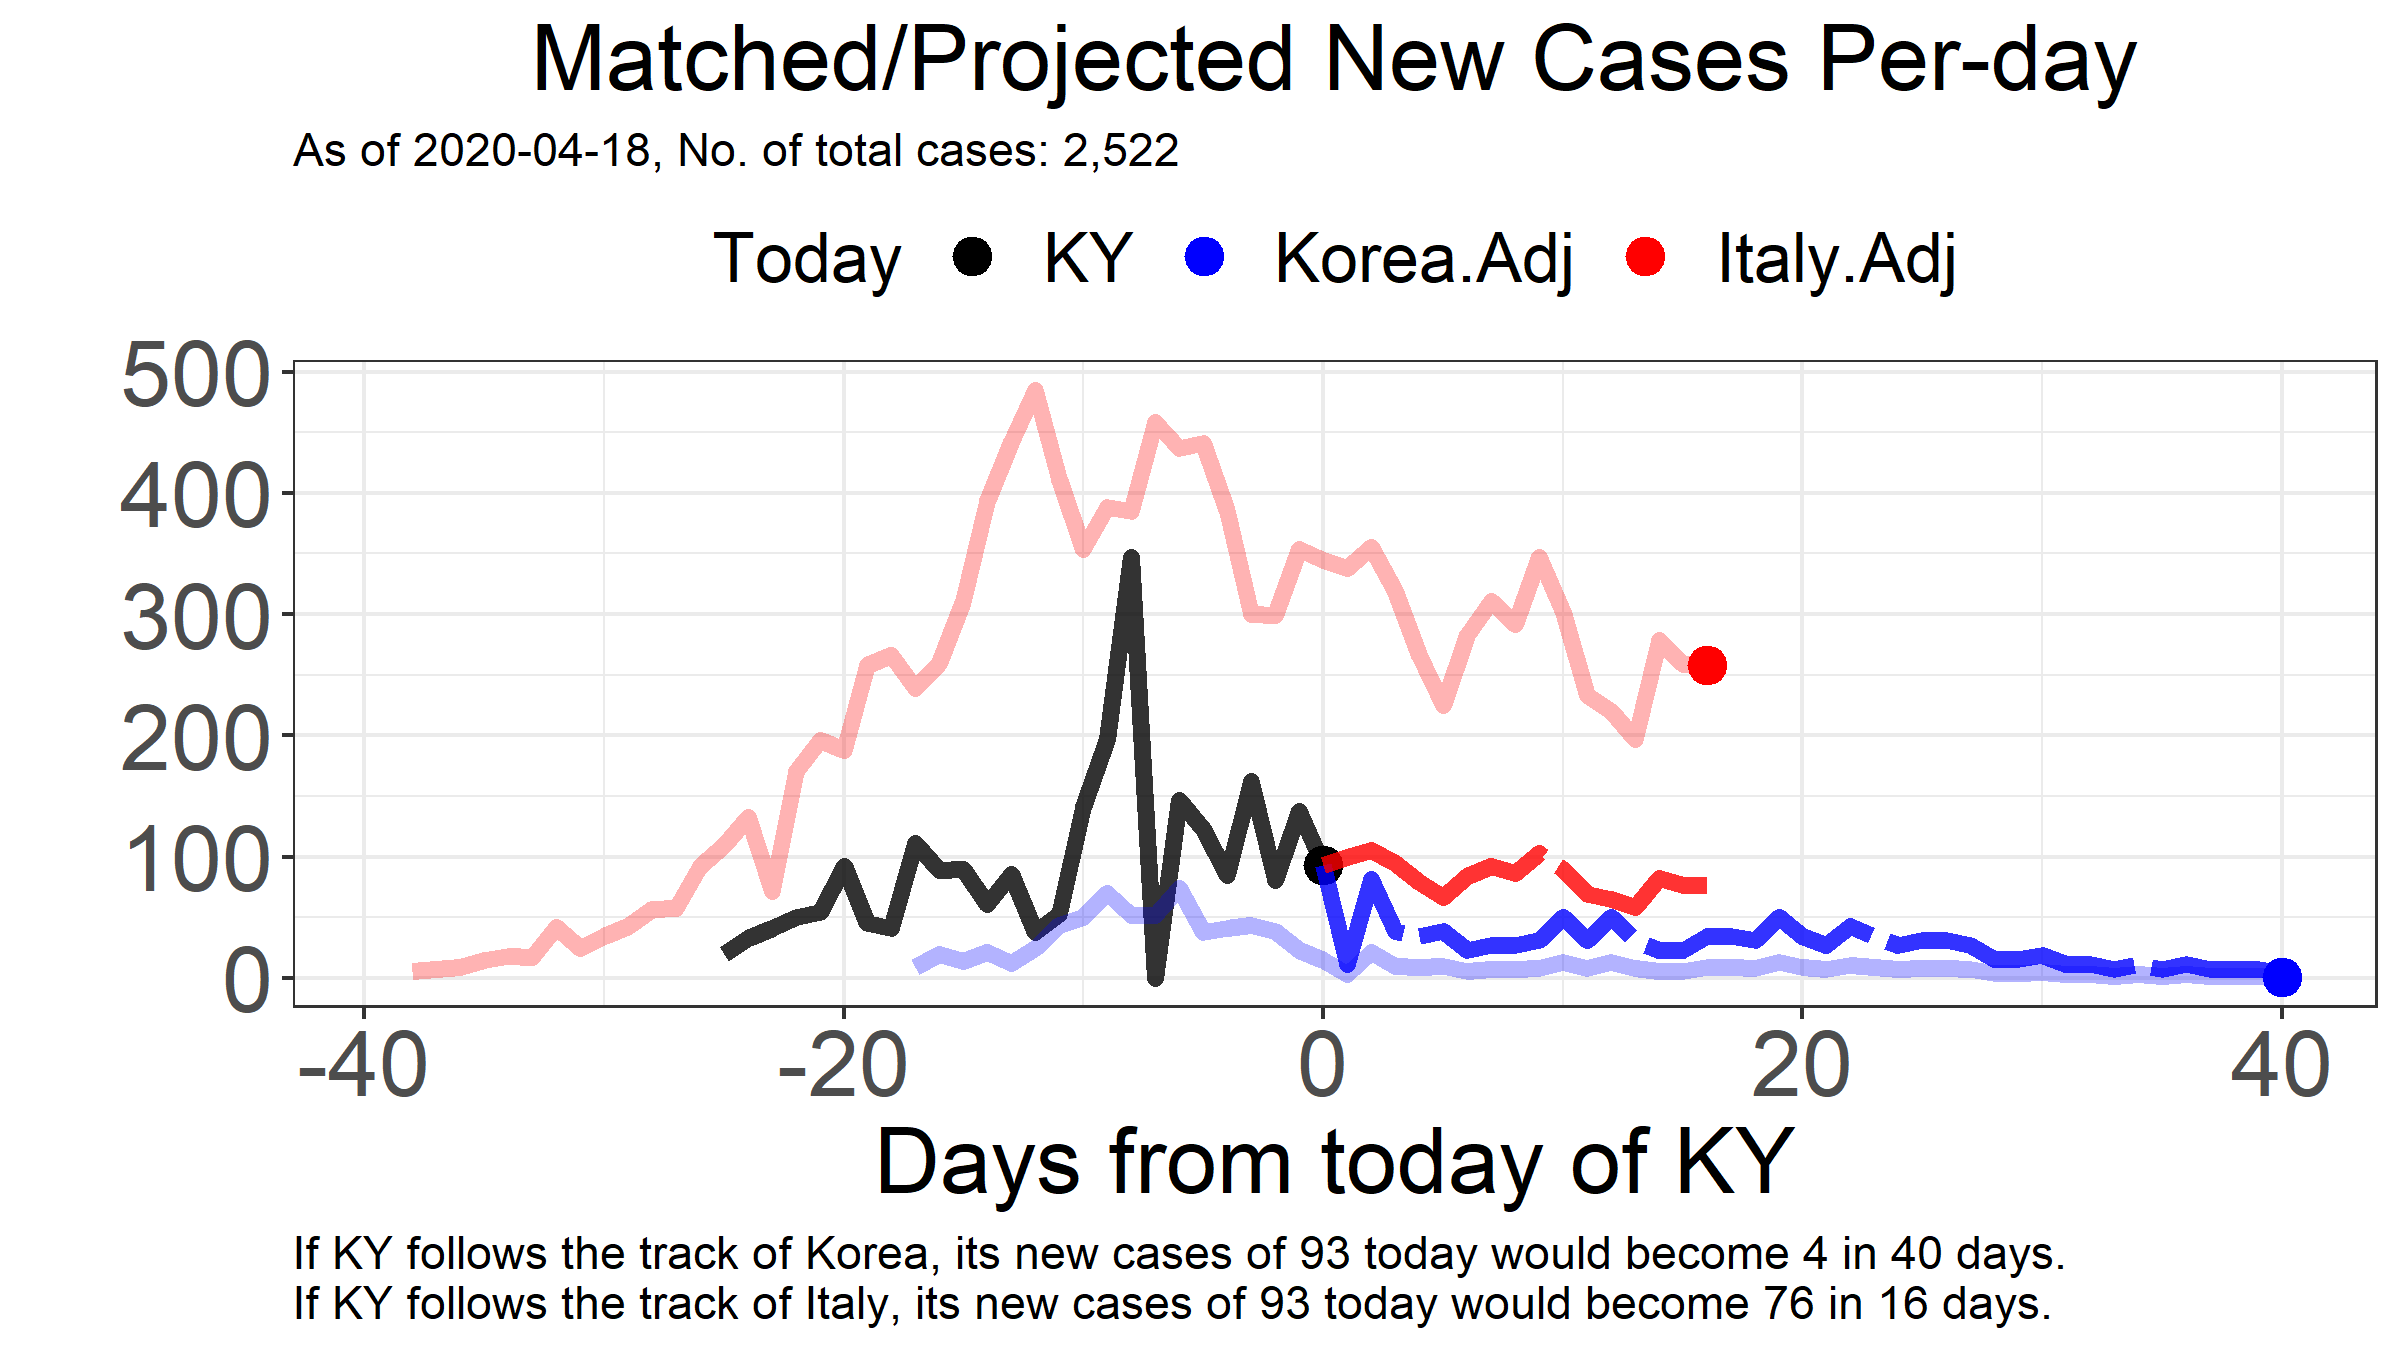 Matched/Projected New Cases Per-day
As of 2020-04-18, No. of total cases: 2,522
Today KY Korea.Adj Italy.Adj
500
400
300
200
100
0
-40 -20 0 20 40
Days from today of KY
If KY follows the track of Korea, its new cases of 93 today would become 4 in 40 days.
If KY follows the track of Italy, its new cases of 93 today would become 76 in 16 days.